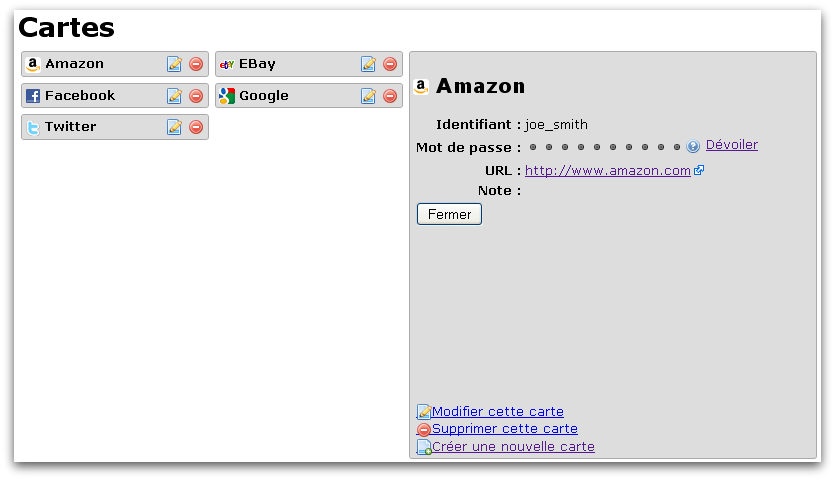 Cartes
Amazon
EBay
Facebook
Google
Twitter
Amazon
Identifiant : joe_smith
Mot de passe : ●●●●●●●●●● Dévoiler
URL : http://www.amazon.com
Note :
Fermer
Modifier cette carte
Supprimer cette carte
Créer une nouvelle carte